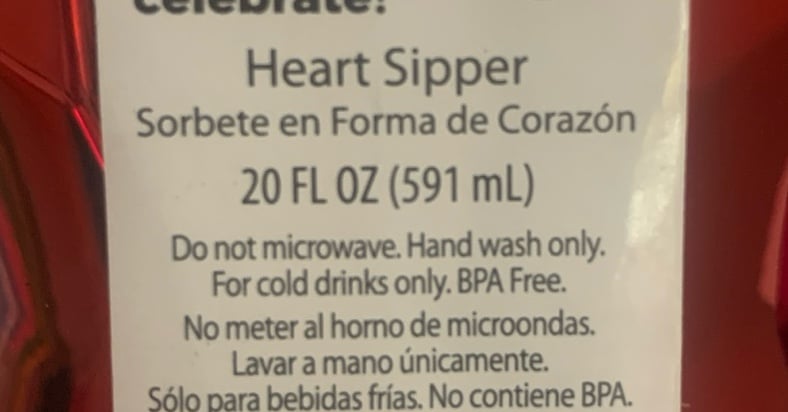 celebrate!
Heart Sipper
Sorbete en Forma de Corazón
20 FL OZ (591 mL)
Do not microwave. Hand wash only.
For cold drinks only. BPA Free.
No meter al horno de microondas.
Lavar a mano únicamente.
Sólo para bebidas frías. No contiene BPA.